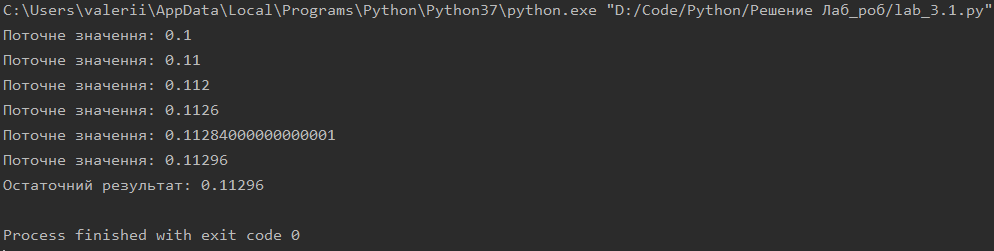 C:\Users\valerii\AppData\Local\Programs\Python\Python37\python.exe "D:/Code/Python/Решение Лаб_роб/lab_3.1.py"
Поточне значення: 0.1
Поточне значення: 0.11
Поточне значення: 0.112
Поточне значення: 0.1126
Поточне значення: 0.11284000000000001
Поточне значення: 0.11296
Остаточний результат: 0.11296
Process finished with exit code 0